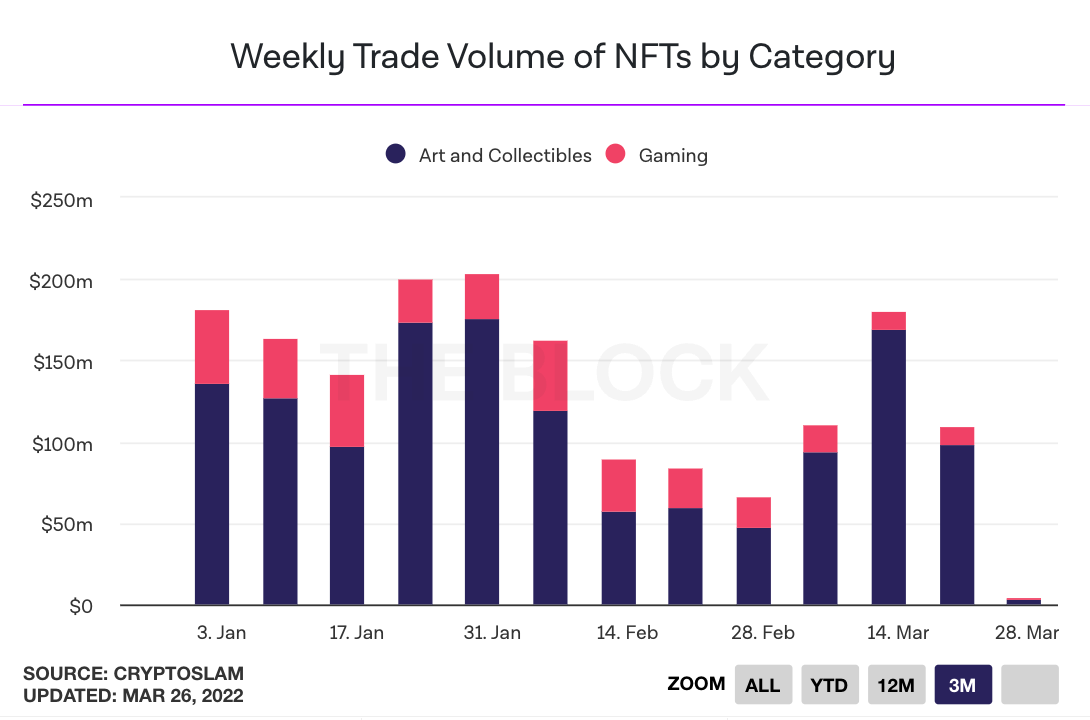 Weekly Trade Volume of NFTs by Category
Art and Collectibles Gaming
$250m
$200m
$150m
$100m
$50m
$0
THE BLOCK
3. Jan 17. Jan 31. Jan 14. Feb 28. Feb 14. Mar 28. Mar
SOURCE: CRYPTOSLAM
UPDATED: MAR 26, 2022
ZOOM ALL YTD 12M 3M